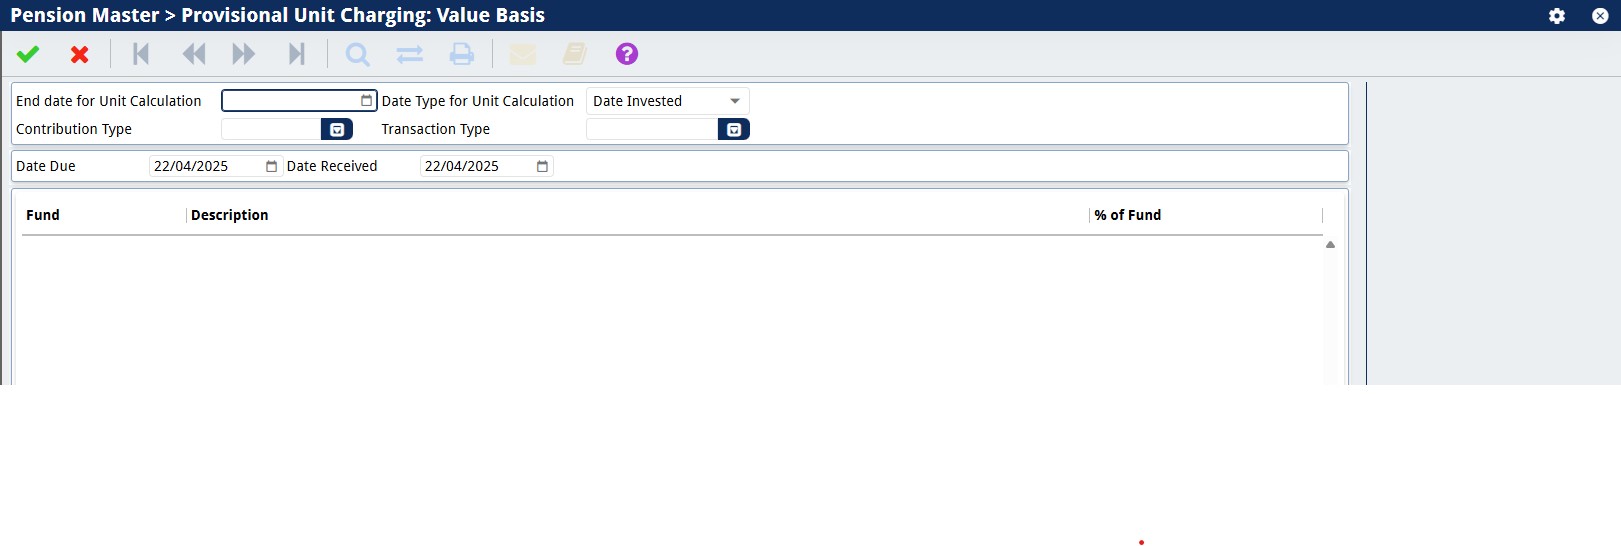 Pension Master > Provisional Unit Charging: Value Basis
?
End date for Unit Calculation Date Type for Unit Calculation Date Invested
Contribution Type Transaction Type
Date Due 22/04/2025 Date Received 22/04/2025
Fund Description % of Fund